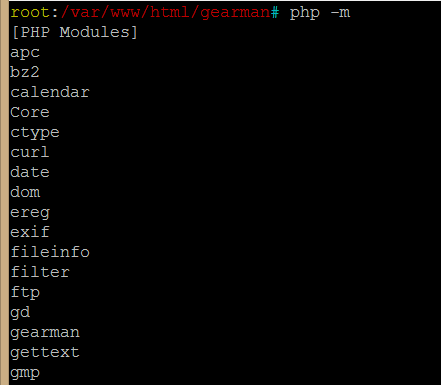 root:/var/www/html/gearman# php -m
[PHP Modules]
apc
bz2
calendar
Core
ctype
curl
date
dom
ereg
exif
fileinfo
filter
ftp
gd
gearman
gettext
gmp